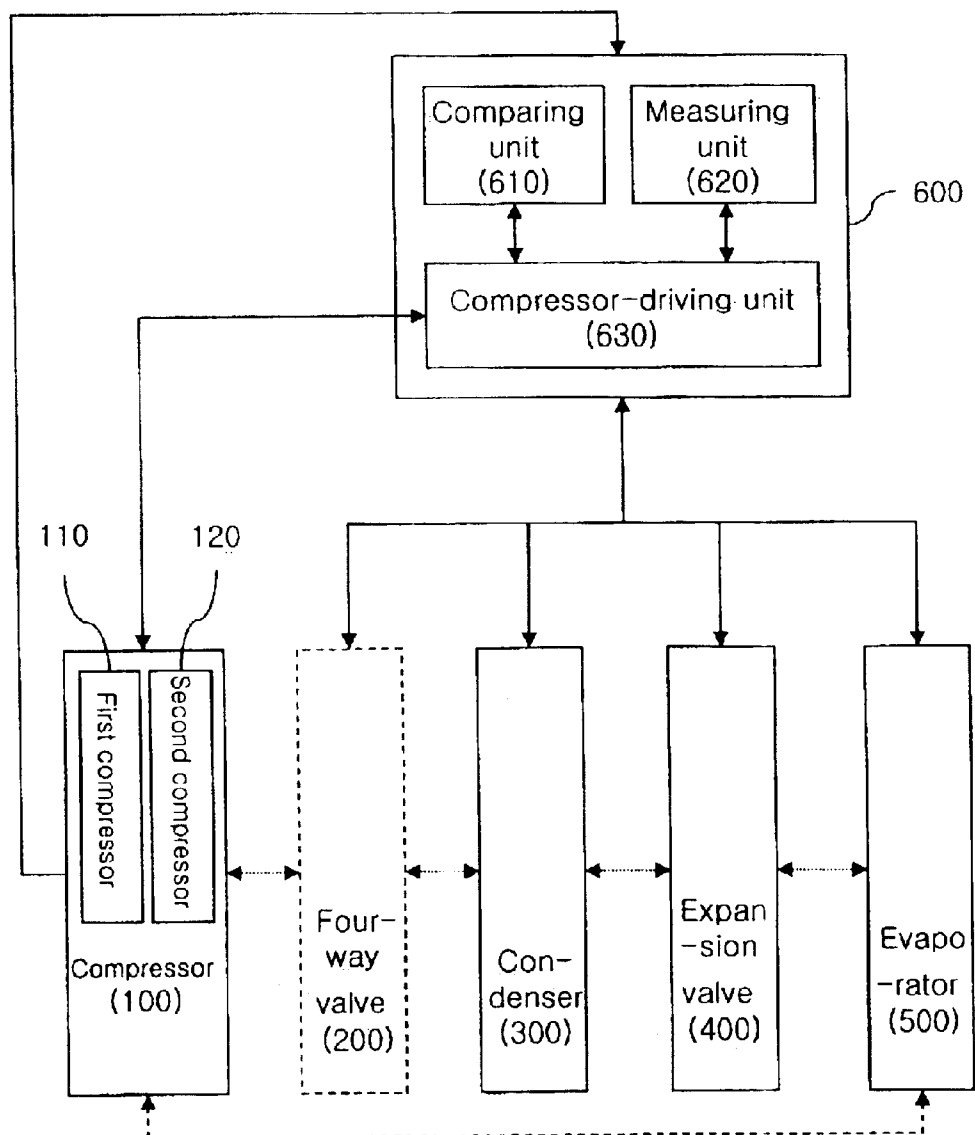 Comparing
unit
(610)
Measuring
unit
(620)
600
Compressor-driving unit
(630)
110
120
First compressor
Second compressor
Compressor
(100)
Four-
way
valve
(200)
Con-
denser
(300)
Expan
-sion
valve
(400)
Evapo
-rator
(500)